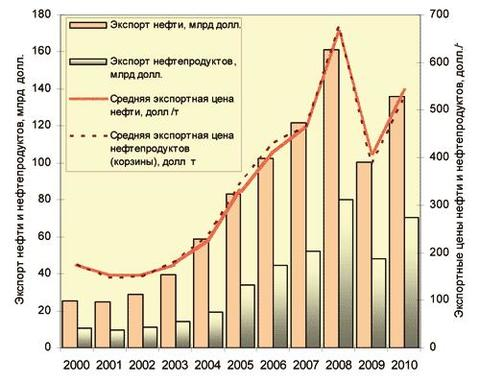 180
160
140
120
100
80
60
40
20
0
Экспорт нефти и нефтепродуктов, млрд долл.
Экспорт нефти, млрд долл.
Экспорт нефтепродуктов,
млрд долл.
Средняя экспортная цена
нефти, долл /т
Средняя экспортная цена
нефтепродуктов
(корзины), долл т
700
600
500
400
300
200
100
0
Экспортные цены нефти и нефтепродуктов, долл./
2000 2001 2002 2003 2004 2005 2006 2007 2008 2009 2010